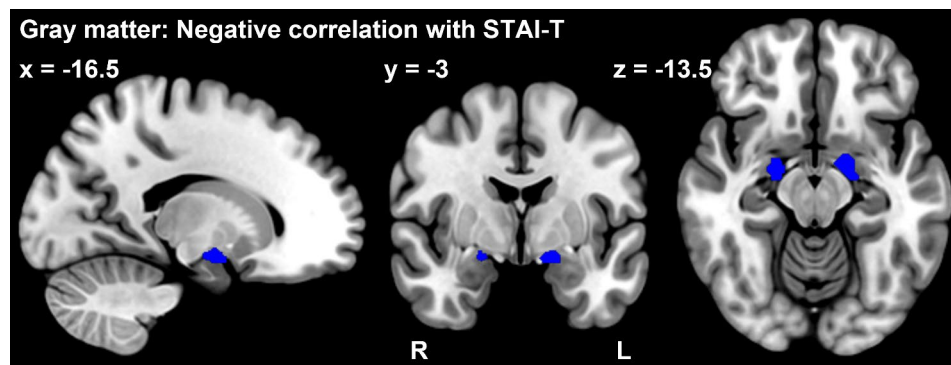 Gray matter: Negative correlation with STAI-T
x = -16.5
y = -3
z = -13.5
R
L